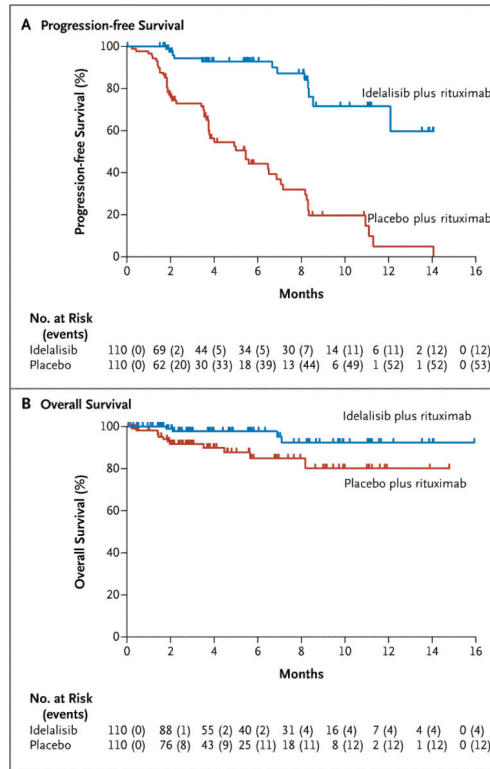 A Progression-free Survival
100
80
60
40
20
0
Progression-free Survival (%)
Idelalisib plus rituximab
Placebo plus rituximab
0 2 4 6 8 10 12 14 16
Months
No. at Risk
(events)
Idelalisib 110 (0) 69 (2) 44 (5) 34 (5) 30 (7) 14 (11) 6 (11) 2 (12) 0 (12)
Placebo 110 (0) 62 (20) 30 (33) 18 (39) 13 (44) 6 (49) 1 (52) 1 (52) 0 (53)
B Overall Survival
100
80
60
40
20
0
Overall Survival (%)
Idelalisib plus rituximab
Placebo plus rituximab
0 2 4 6 8 10 12 14 16
Months
No. at Risk
(events)
Idelalisib 110 (0) 88 (1) 55 (2) 40 (2) 31 (4) 16 (4) 7 (4) 4 (4) 0 (4)
Placebo 110 (0) 76 (8) 43 (9) 25 (11) 18 (11) 8 (12) 2 (12) 1 (12) 0 (12)